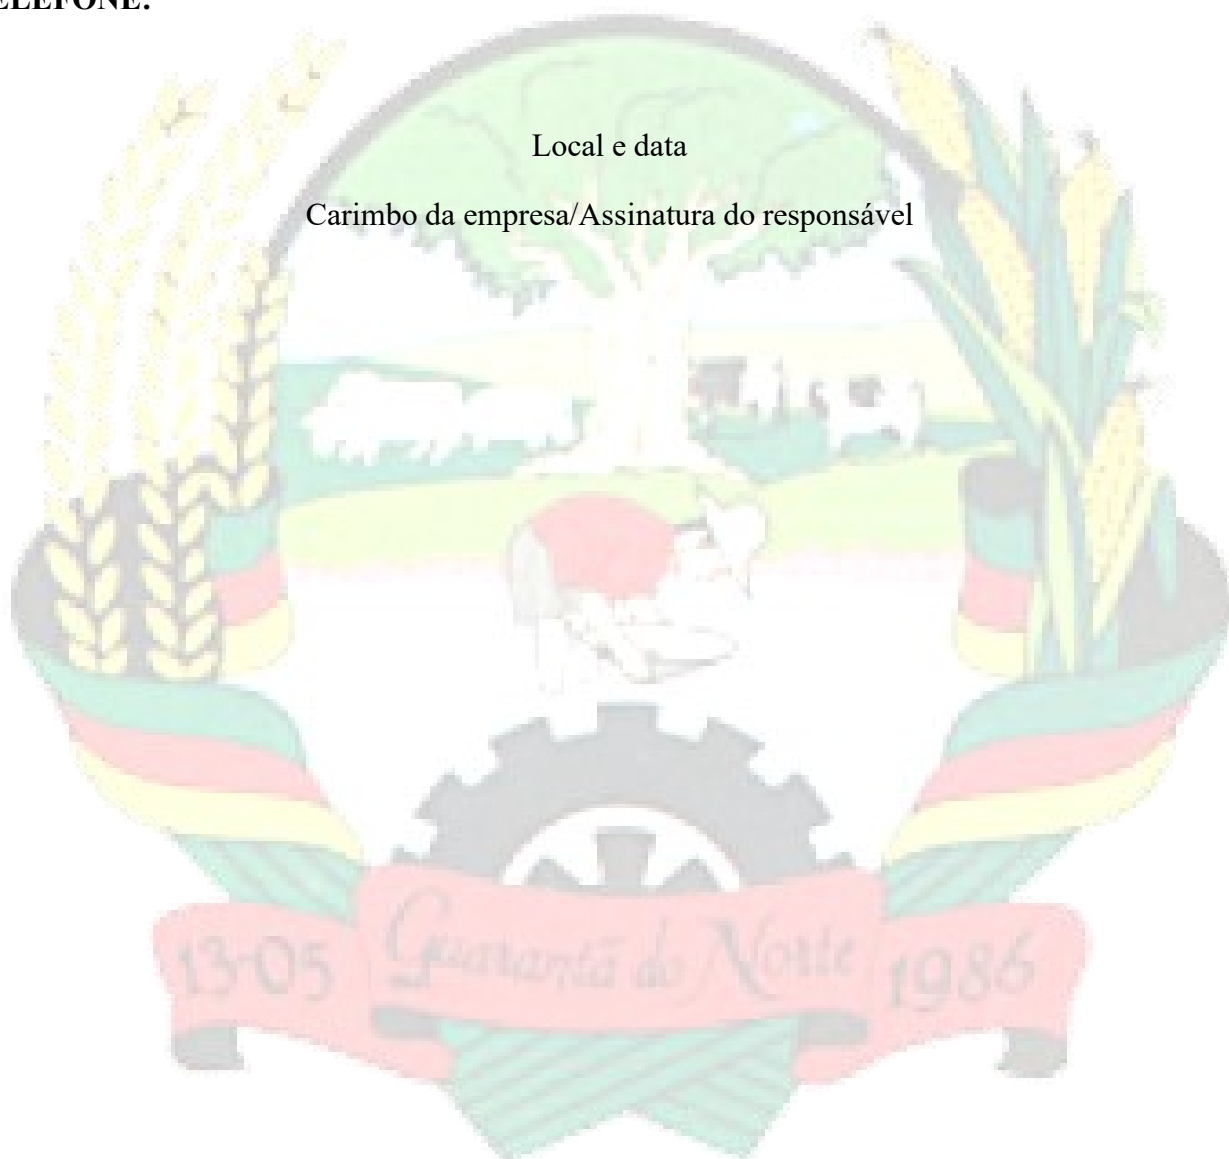 ELEFONE:
Local e data
Carimbo da empresa/Assinatura do responsável
13-05 Guarantã do Norte 1986